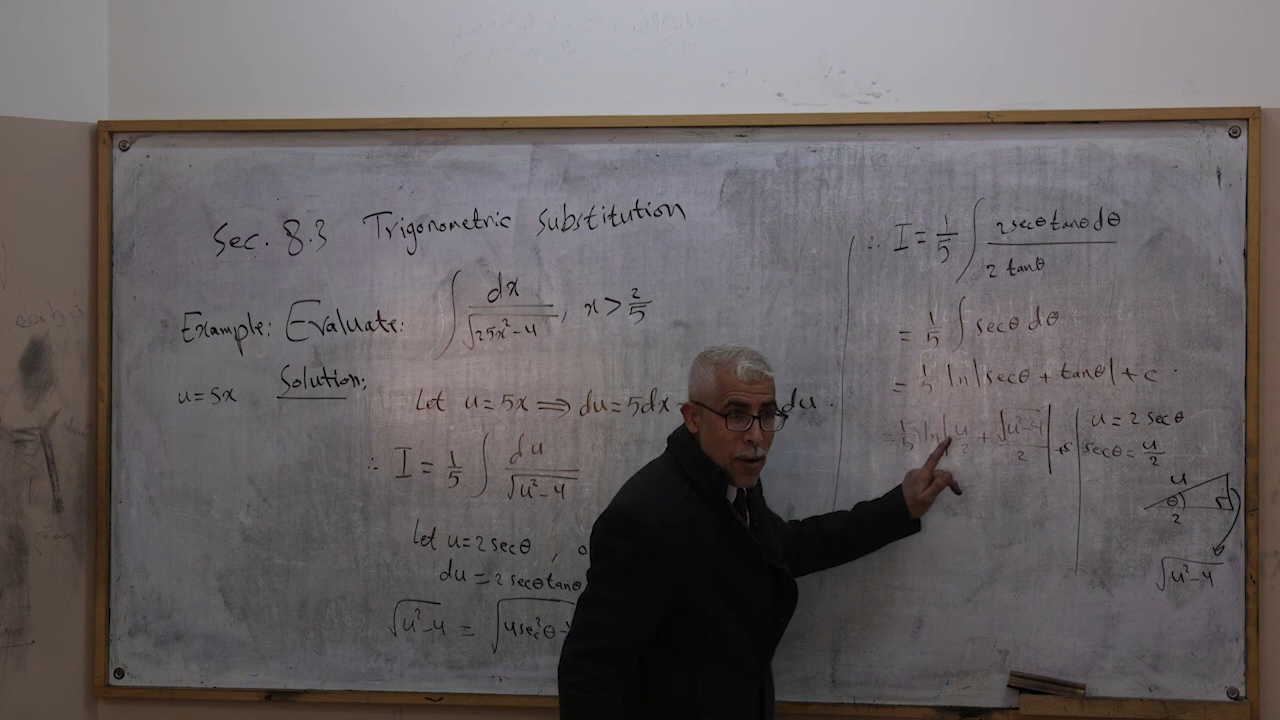 Sec. 8.3 Trigonometric substitution
Example: Evaluate: ∫ dx / √(25x² - 4) , x > 2/5
u = 5x Solution:
Let u = 5x ⟹ du = 5dx du .
∴ I = 1/5 ∫ du / √(u² - 4)
Let u = 2 secθ ,
du = 2 secθ tanθ
√(u² - 4) = √(4sec²θ -
∴ I = 1/5 ∫ 2 secθ tanθ dθ / 2 tanθ
= 1/5 ∫ secθ dθ
= 1/5 ln|secθ + tanθ| + c .
= 1/5 ln| u/2 + √(u² - 4) / 2 | + c
u = 2 secθ
secθ = u/2
u
θ
2
√(u² - 4)